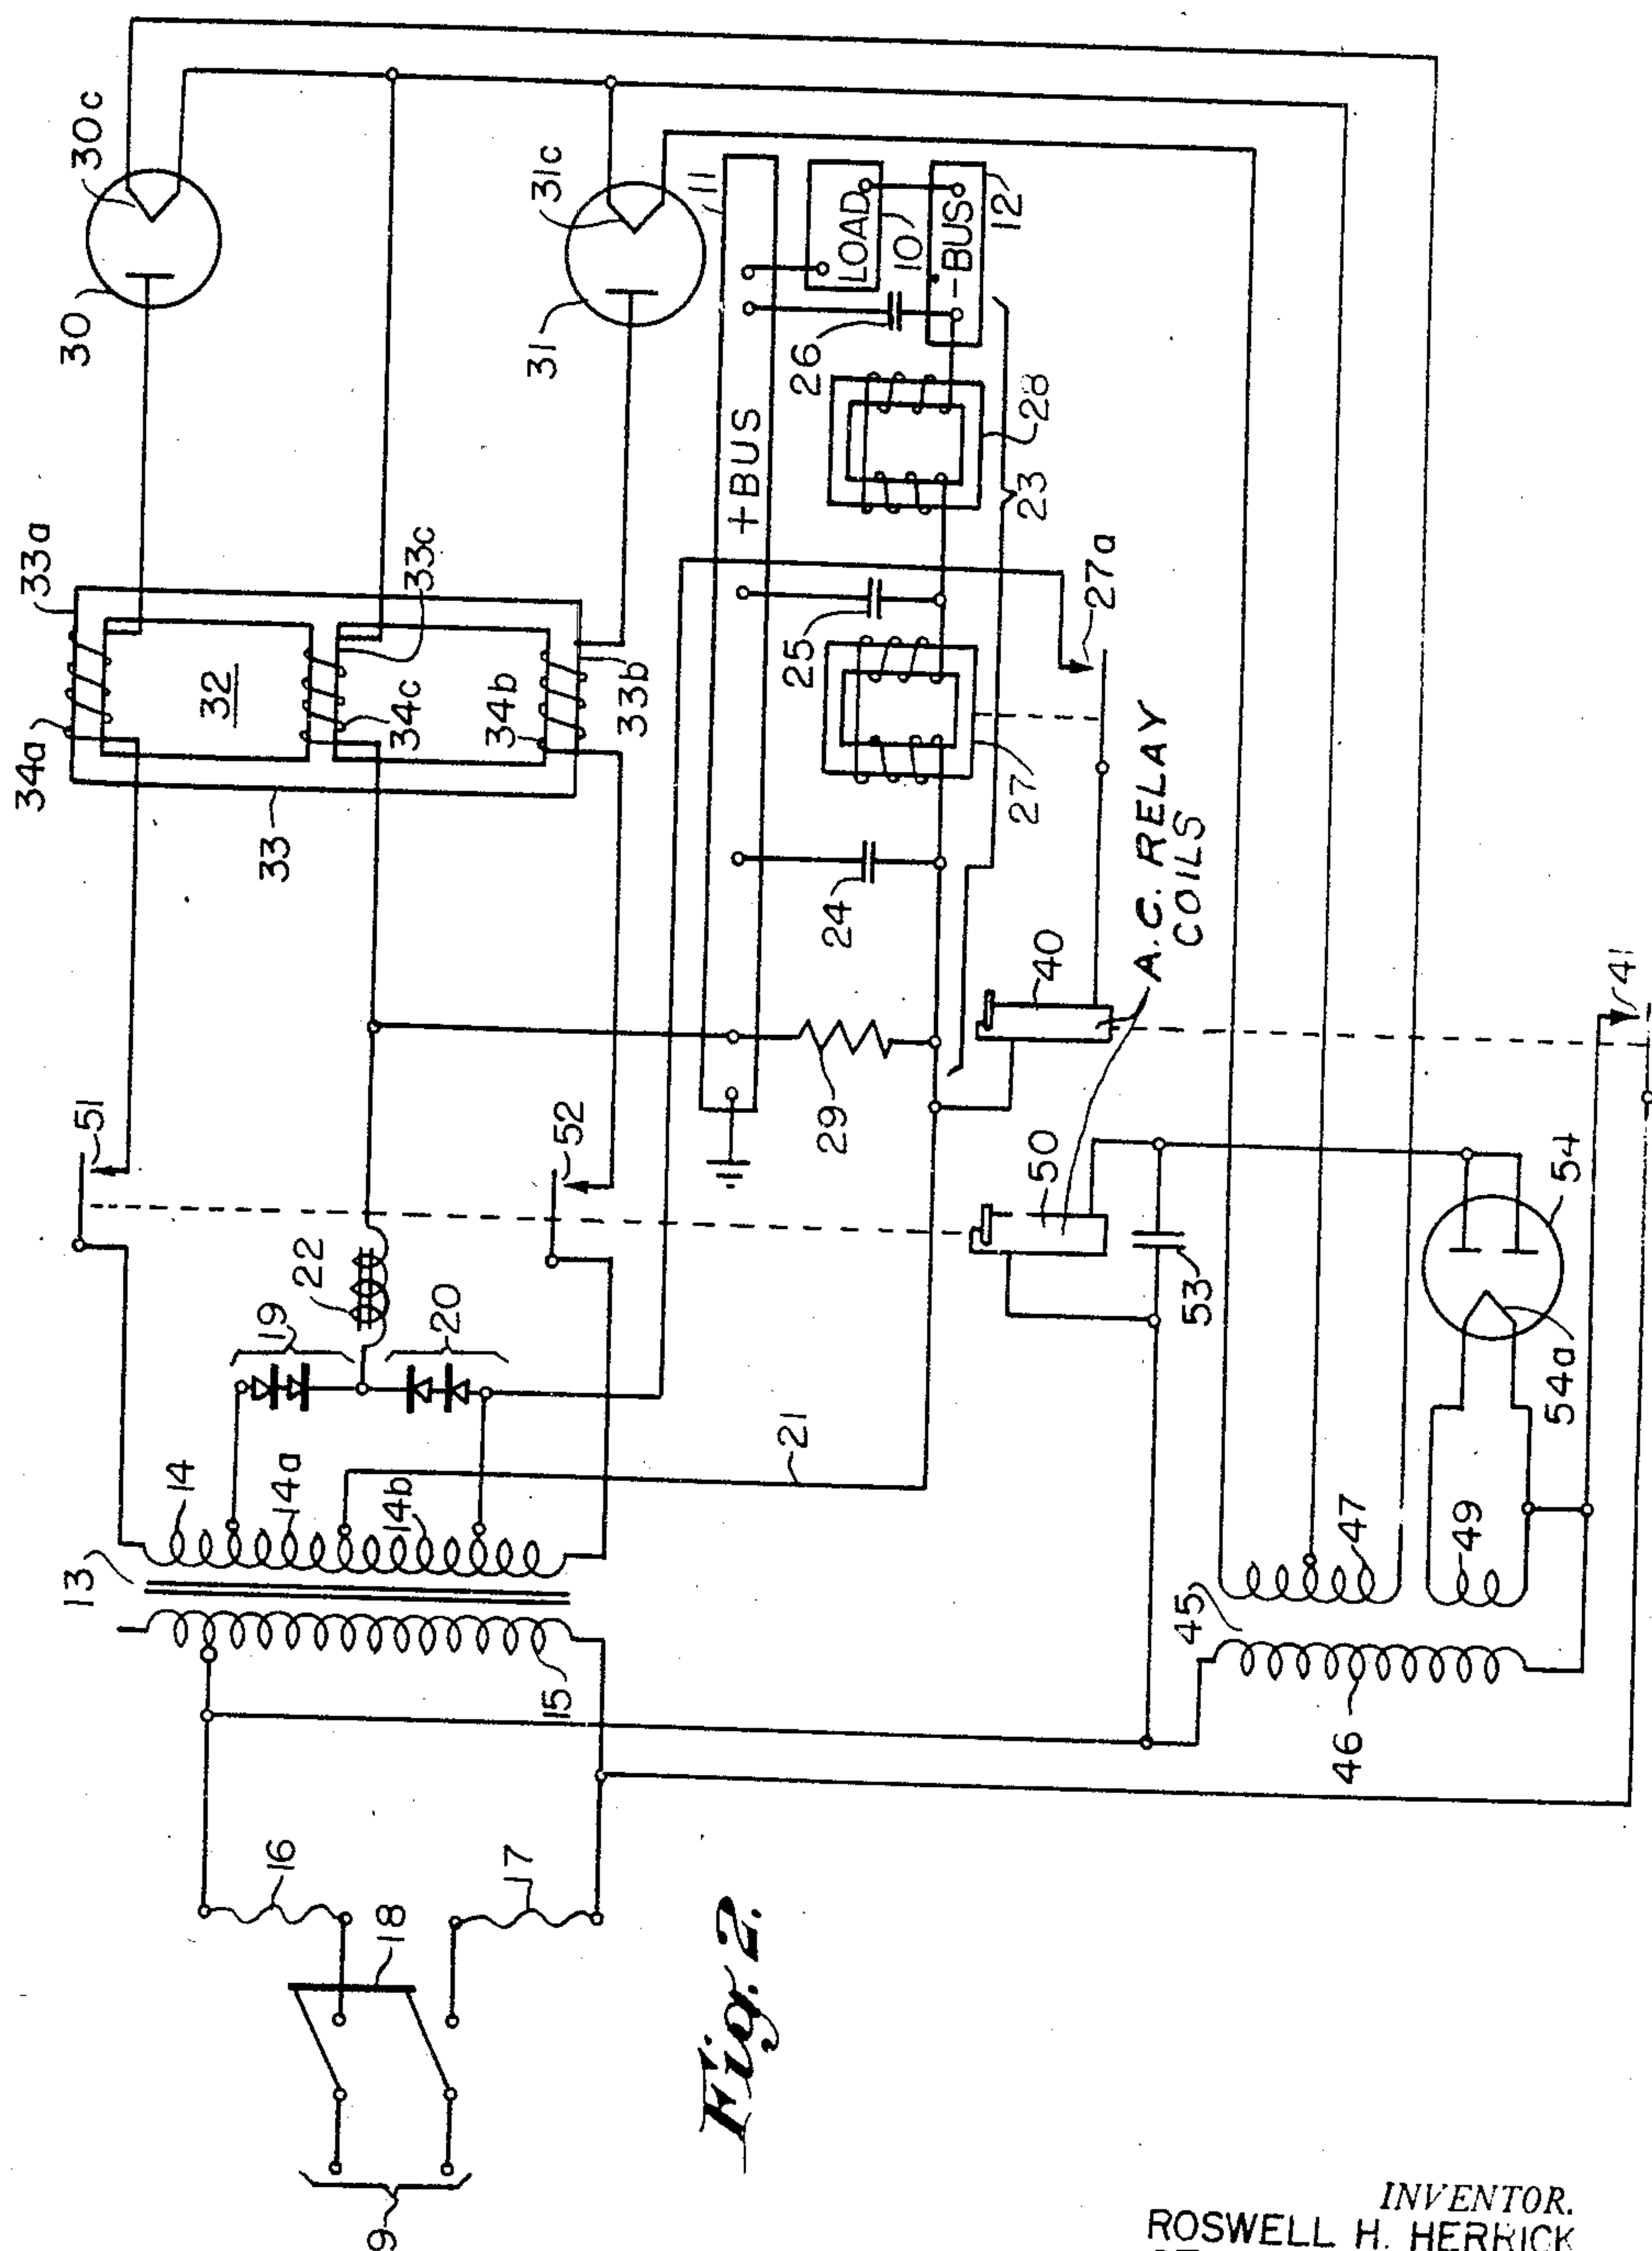 13
14
14a
14b
15
16
17
18
9
19
20
21
22
51
52
33
34a
33a
32
34c
33c
34b
33b
30
30c
31
31c
11
+BUS
LOAD
10
-BUS
12
26
28
23
25
27
27a
24
29
40
50
A.C. RELAY
COILS
53
54
54a
41
45
46
47
49
Fig. 2.
INVENTOR.
ROSWELL H. HERRICK